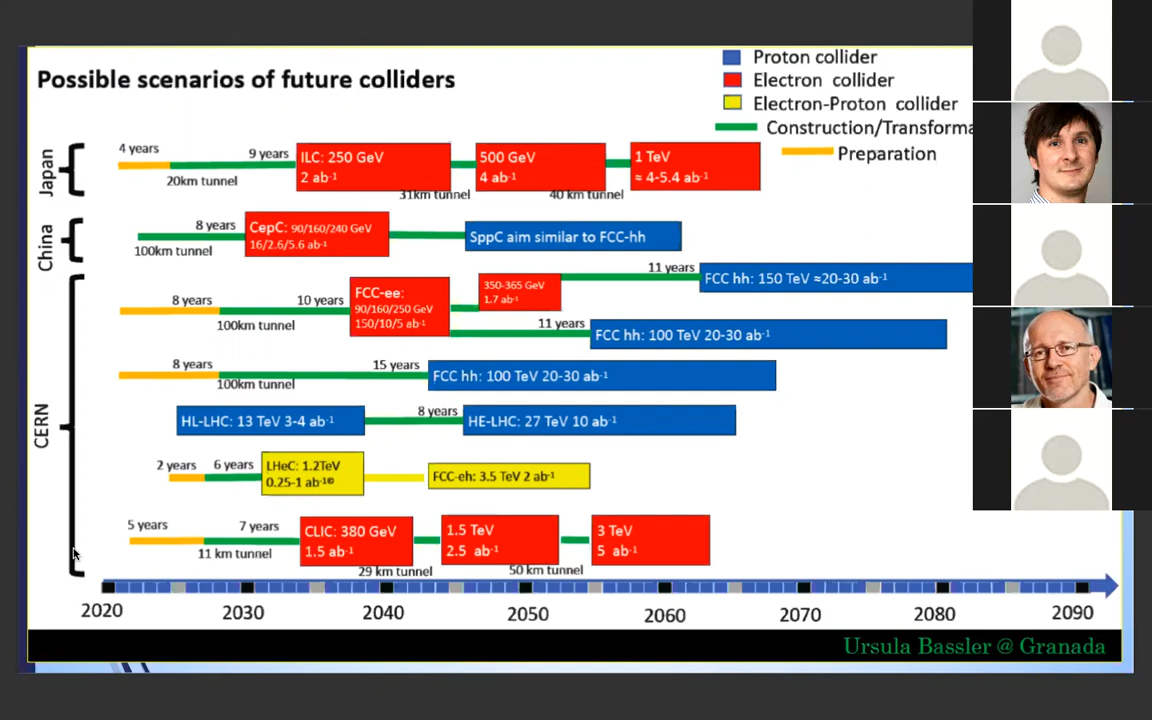 Possible scenarios of future colliders
Proton collider
Electron collider
Electron-Proton collider
Construction/Transforma
Preparation
Japan
4 years
9 years
20km tunnel
ILC: 250 GeV
2 ab-1
31km tunnel
500 GeV
4 ab-1
40 km tunnel
1 TeV
≈ 4-5.4 ab-1
China
8 years
100km tunnel
CepC: 90/160/240 GeV
16/2.6/5.6 ab-1
SppC aim similar to FCC-hh
CERN
8 years
10 years
100km tunnel
FCC-ee:
90/160/250 GeV
150/10/5 ab-1
350-365 GeV
1.7 ab-1
11 years
FCC hh: 150 TeV ≈20-30 ab-1
11 years
FCC hh: 100 TeV 20-30 ab-1
8 years
15 years
100km tunnel
FCC hh: 100 TeV 20-30 ab-1
HL-LHC: 13 TeV 3-4 ab-1
8 years
HE-LHC: 27 TeV 10 ab-1
2 years
6 years
LHeC: 1.2TeV
0.25-1 ab-1
FCC-eh: 3.5 TeV 2 ab-1
5 years
7 years
11 km tunnel
CLIC: 380 GeV
1.5 ab-1
29 km tunnel
1.5 TeV
2.5 ab-1
50 km tunnel
3 TeV
5 ab-1
2020 2030 2040 2050 2060 2070 2080 2090
Ursula Bassler @ Granada